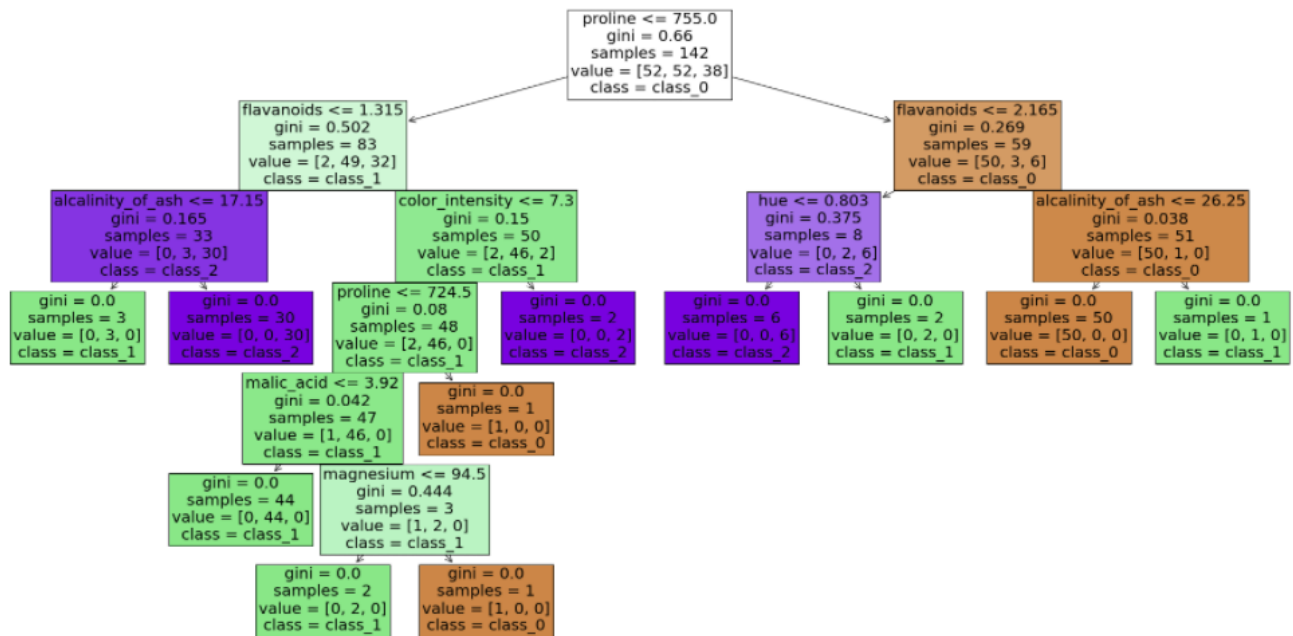 proline <= 755.0
gini = 0.66
samples = 142
value = [52, 52, 38]
class = class_0
flavanoids <= 1.315
gini = 0.502
samples = 83
value = [2, 49, 32]
class = class_1
flavanoids <= 2.165
gini = 0.269
samples = 59
value = [50, 3, 6]
class = class_0
alcalinity_of_ash <= 17.15
gini = 0.165
samples = 33
value = [0, 3, 30]
class = class_2
color_intensity <= 7.3
gini = 0.15
samples = 50
value = [2, 46, 2]
class = class_1
hue <= 0.803
gini = 0.375
samples = 8
value = [0, 2, 6]
class = class_2
alcalinity_of_ash <= 26.25
gini = 0.038
samples = 51
value = [50, 1, 0]
class = class_0
gini = 0.0
samples = 3
value = [0, 3, 0]
class = class_1
gini = 0.0
samples = 30
value = [0, 0, 30]
class = class_2
proline <= 724.5
gini = 0.08
samples = 48
value = [2, 46, 0]
class = class_1
gini = 0.0
samples = 2
value = [0, 0, 2]
class = class_2
gini = 0.0
samples = 6
value = [0, 0, 6]
class = class_2
gini = 0.0
samples = 2
value = [0, 2, 0]
class = class_1
gini = 0.0
samples = 50
value = [50, 0, 0]
class = class_0
gini = 0.0
samples = 1
value = [0, 1, 0]
class = class_1
malic_acid <= 3.92
gini = 0.042
samples = 47
value = [1, 46, 0]
class = class_1
gini = 0.0
samples = 1
value = [1, 0, 0]
class = class_0
gini = 0.0
samples = 44
value = [0, 44, 0]
class = class_1
magnesium <= 94.5
gini = 0.444
samples = 3
value = [1, 2, 0]
class = class_1
gini = 0.0
samples = 2
value = [0, 2, 0]
class = class_1
gini = 0.0
samples = 1
value = [1, 0, 0]
class = class_0